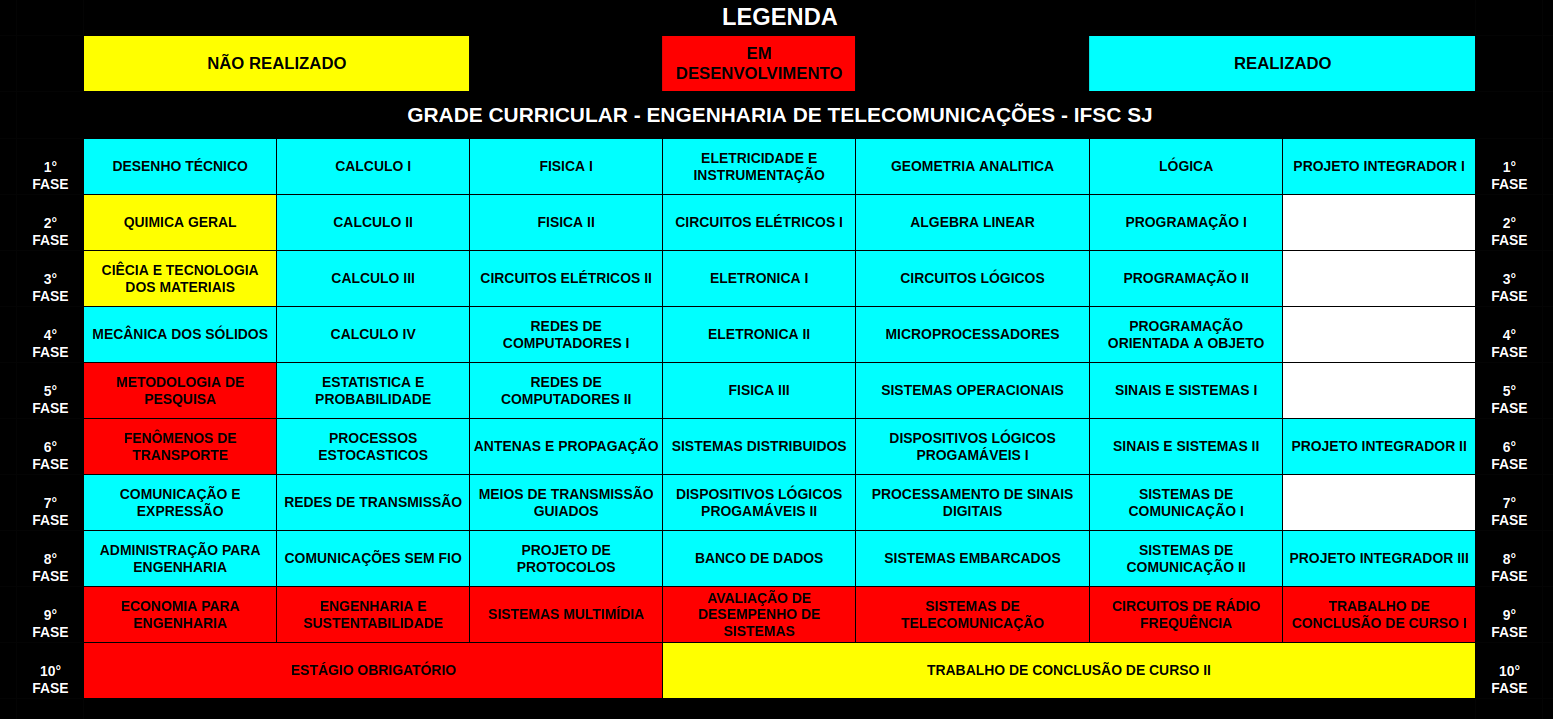 LEGENDA
NÃO REALIZADO
EM
DESENVOLVIMENTO
REALIZADO
GRADE CURRICULAR - ENGENHARIA DE TELECOMUNICAÇÕES - IFSC SJ
1°
FASE
DESENHO TÉCNICO
CALCULO I
FISICA I
ELETRICIDADE E
INSTRUMENTAÇÃO
GEOMETRIA ANALITICA
LÓGICA
PROJETO INTEGRADOR I
1°
FASE
2°
FASE
QUIMICA GERAL
CALCULO II
FISICA II
CIRCUITOS ELÉTRICOS I
ALGEBRA LINEAR
PROGRAMAÇÃO I
2°
FASE
3°
FASE
CIÊCIA E TECNOLOGIA
DOS MATERIAIS
CALCULO III
CIRCUITOS ELÉTRICOS II
ELETRONICA I
CIRCUITOS LÓGICOS
PROGRAMAÇÃO II
3°
FASE
4°
FASE
MECÂNICA DOS SÓLIDOS
CALCULO IV
REDES DE
COMPUTADORES I
ELETRONICA II
MICROPROCESSADORES
PROGRAMAÇÃO
ORIENTADA A OBJETO
4°
FASE
5°
FASE
METODOLOGIA DE
PESQUISA
ESTATISTICA E
PROBABILIDADE
REDES DE
COMPUTADORES II
FISICA III
SISTEMAS OPERACIONAIS
SINAIS E SISTEMAS I
5°
FASE
6°
FASE
FENÔMENOS DE
TRANSPORTE
PROCESSOS
ESTOCASTICOS
ANTENAS E PROPAGAÇÃO
SISTEMAS DISTRIBUIDOS
DISPOSITIVOS LÓGICOS
PROGAMÁVEIS I
SINAIS E SISTEMAS II
PROJETO INTEGRADOR II
6°
FASE
7°
FASE
COMUNICAÇÃO E
EXPRESSÃO
REDES DE TRANSMISSÃO
MEIOS DE TRANSMISSÃO
GUIADOS
DISPOSITIVOS LÓGICOS
PROGAMÁVEIS II
PROCESSAMENTO DE SINAIS
DIGITAIS
SISTEMAS DE
COMUNICAÇÃO I
7°
FASE
8°
FASE
ADMINISTRAÇÃO PARA
ENGENHARIA
COMUNICAÇÕES SEM FIO
PROJETO DE
PROTOCOLOS
BANCO DE DADOS
SISTEMAS EMBARCADOS
SISTEMAS DE
COMUNICAÇÃO II
PROJETO INTEGRADOR III
8°
FASE
9°
FASE
ECONOMIA PARA
ENGENHARIA
ENGENHARIA E
SUSTENTABILIDADE
SISTEMAS MULTIMÍDIA
AVALIAÇÃO DE
DESEMPENHO DE
SISTEMAS
SISTEMAS DE
TELECOMUNICAÇÃO
CIRCUITOS DE RÁDIO
FREQUÊNCIA
TRABALHO DE
CONCLUSÃO DE CURSO I
9°
FASE
10°
FASE
ESTÁGIO OBRIGATÓRIO
TRABALHO DE CONCLUSÃO DE CURSO II
10°
FASE